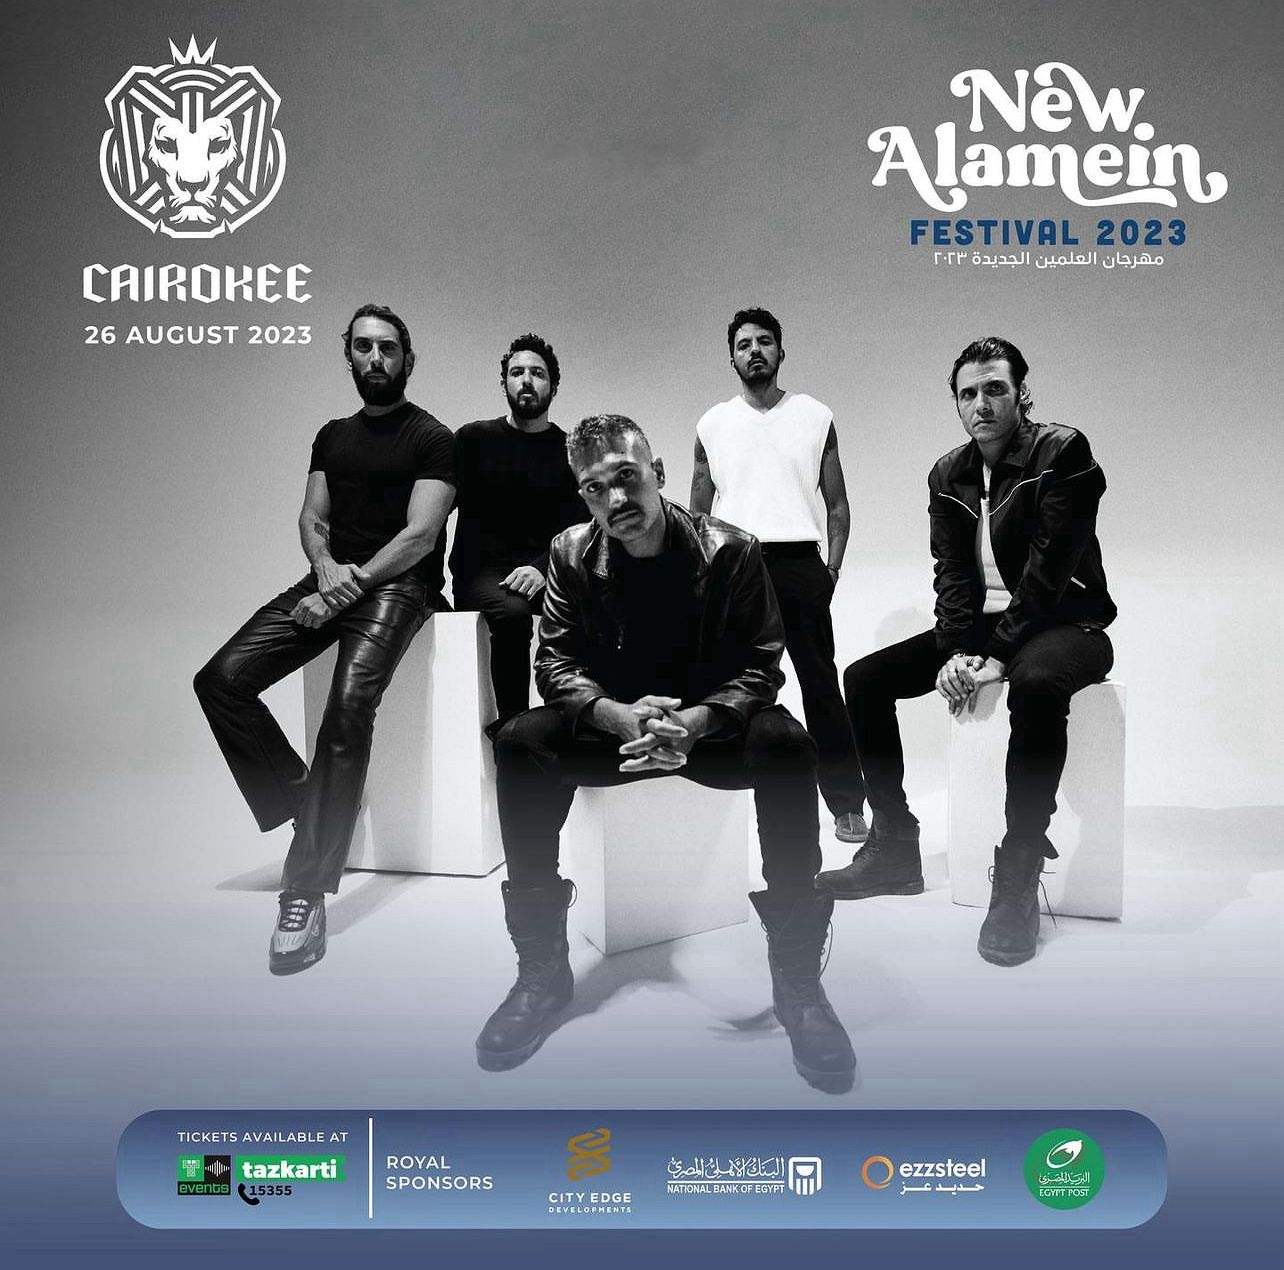 CAIROKEE
26 AUGUST 2023
New
Alamein
FESTIVAL 2023
مهرجان العلمين الجديدة ٢٠٢٣
TICKETS AVAILABLE AT
events
tazkarti
15355
ROYAL
SPONSORS
CITY EDGE
DEVELOPMENTS
البنك الأهلي المصري
NATIONAL BANK OF EGYPT
ezzsteel
حديد عز
البريد المصري
EGYPT POST